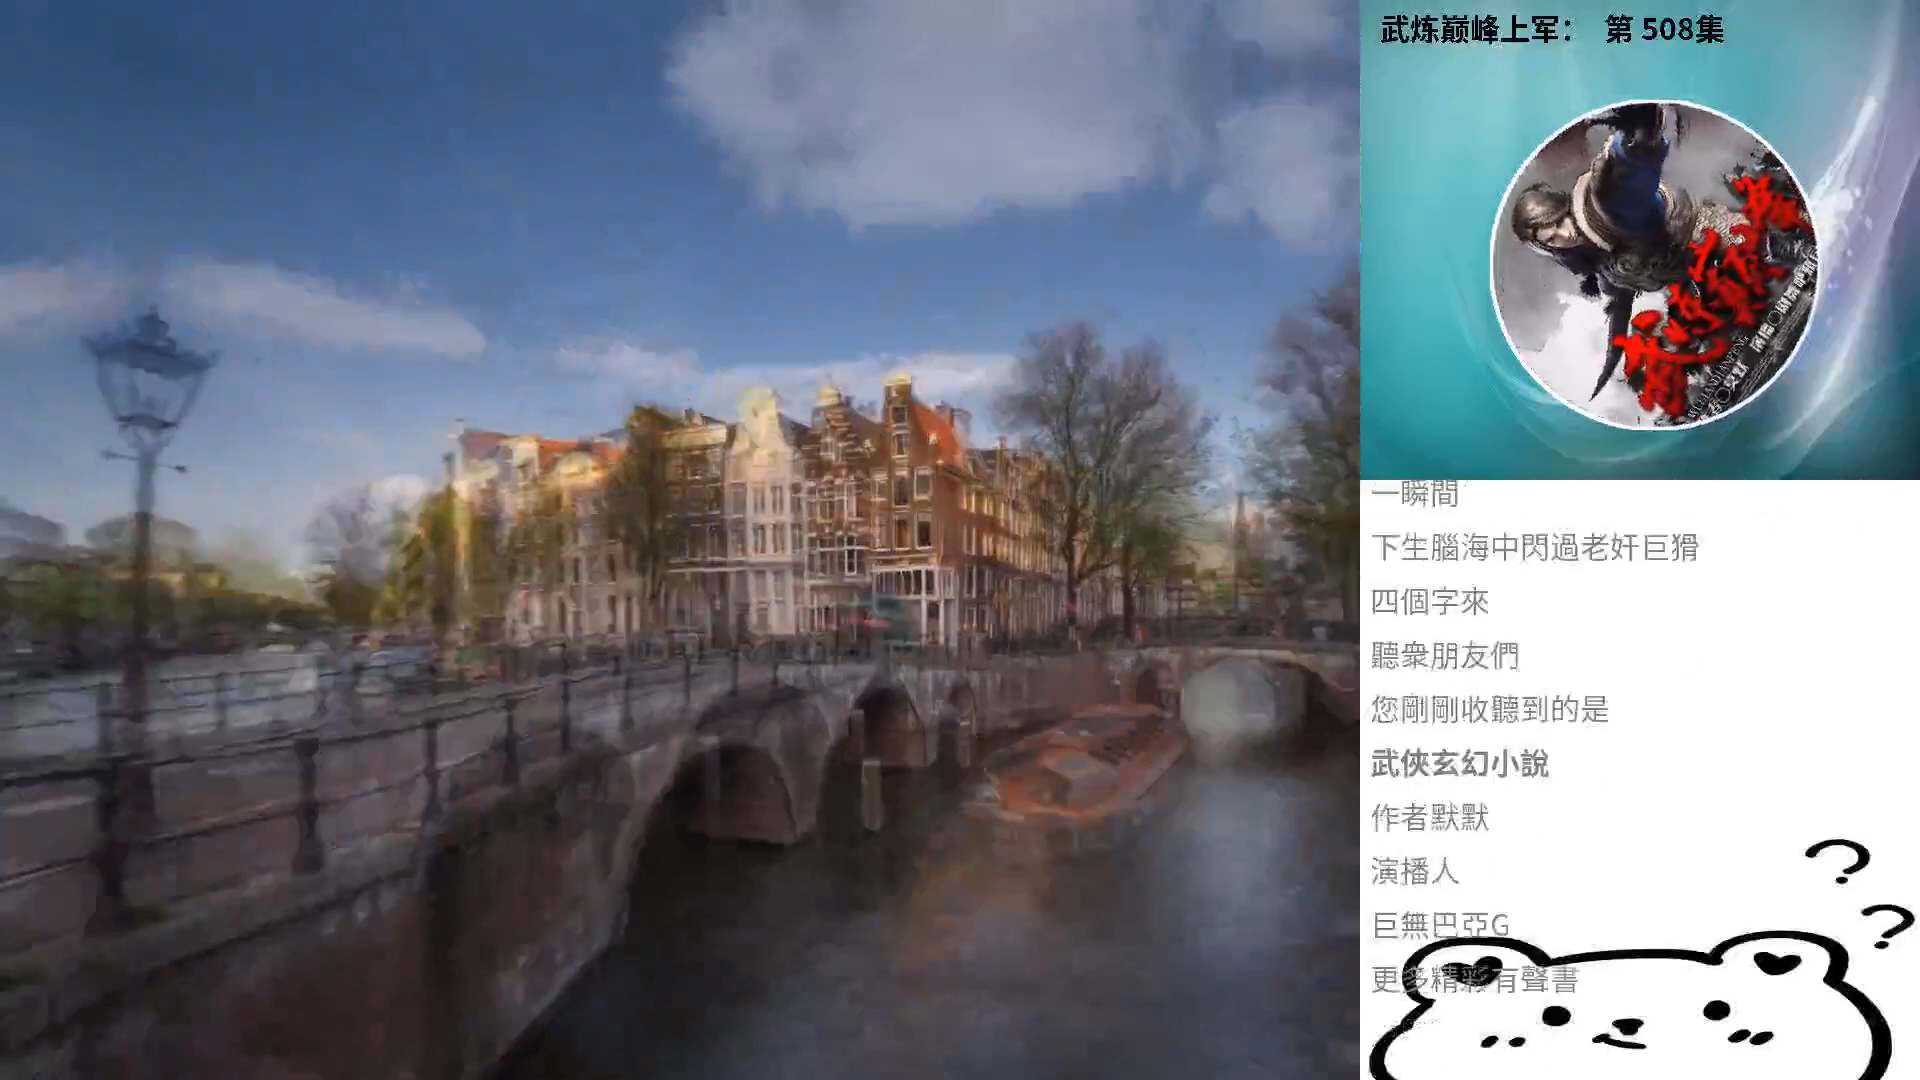 武炼巅峰上军： 第 508集
一瞬間
下生腦海中閃過老奸巨猾
四個字來
聽衆朋友們
您剛剛收聽到的是
武俠玄幻小說
作者默默
演播人
巨無巴亞G
更多精彩有聲書